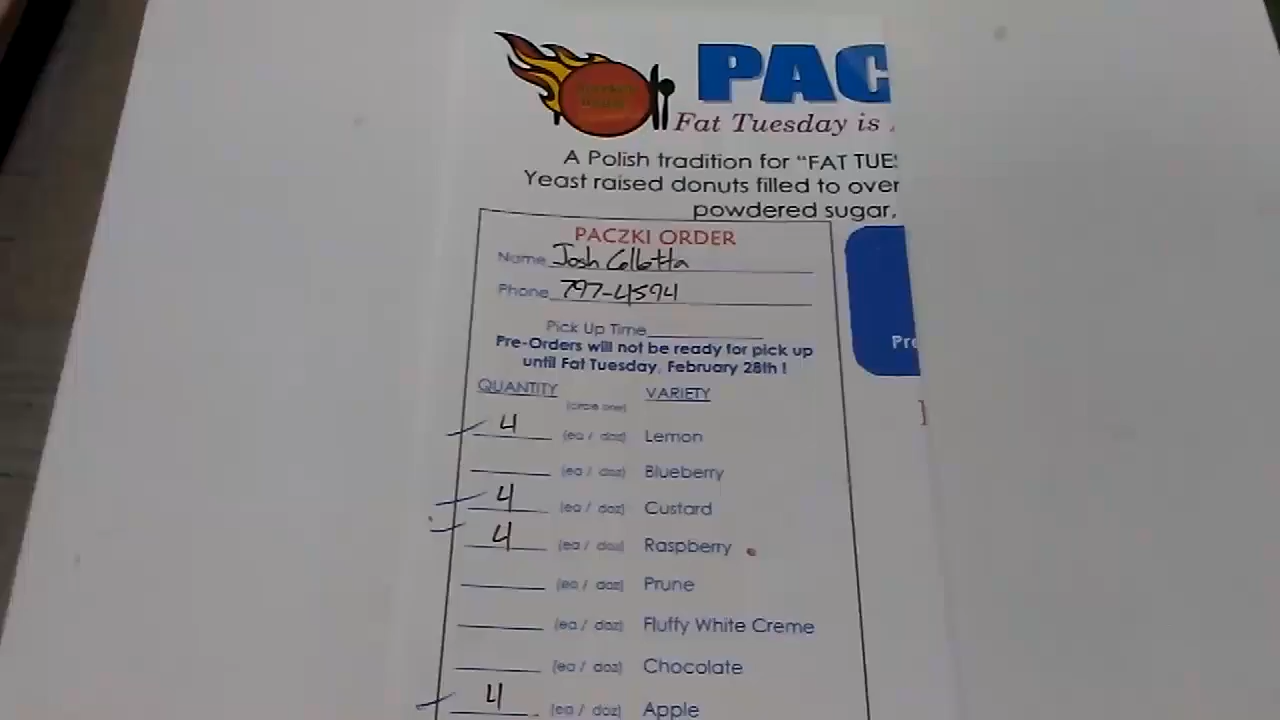 PAC
Fat Tuesday is
A Polish tradition for "FAT TUE
Yeast raised donuts filled to over
powdered sugar,
PACZKI ORDER
Name Josh Collotta
Phone 797-4594
Pick Up Time
Pre-Orders will not be ready for pick up
until Fat Tuesday, February 28th !
Pre
QUANTITY VARIETY
(circle one)
4 (ea / doz) Lemon
(ea / doz) Blueberry
4 (ea / doz) Custard
4 (ea / doz) Raspberry
(ea / doz) Prune
(ea / doz) Fluffy White Creme
(ea / doz) Chocolate
4 (ea / doz) Apple